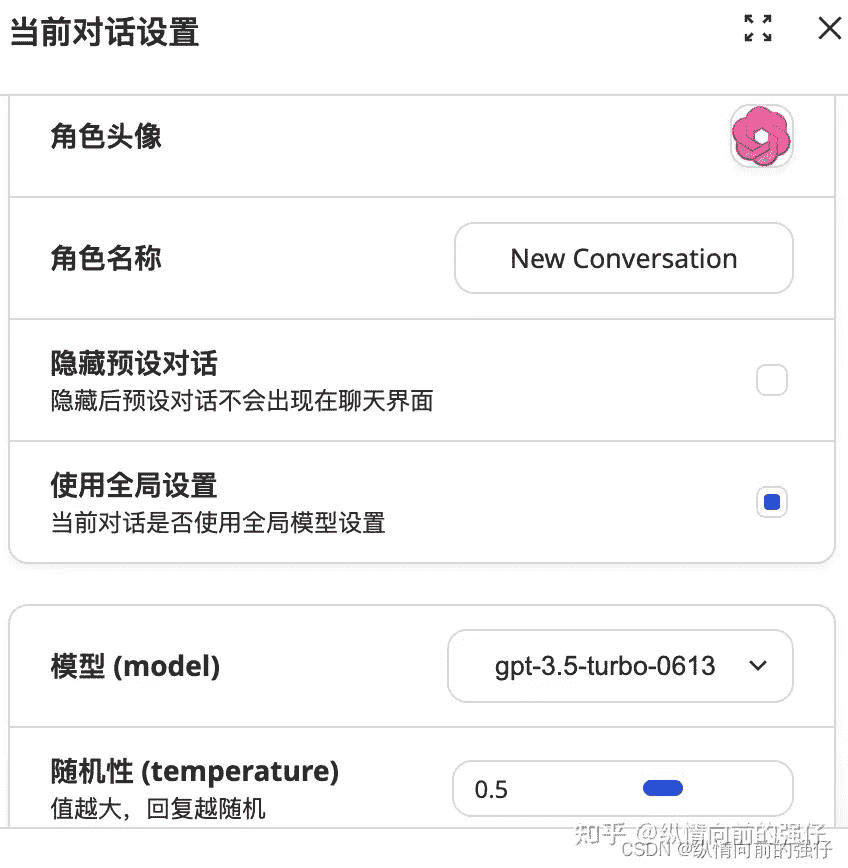 当前对话设置
角色头像
角色名称
New Conversation
隐藏预设对话
隐藏后预设对话不会出现在聊天界面
使用全局设置
当前对话是否使用全局模型设置
模型 (model)
gpt-3.5-turbo-0613
随机性 (temperature)
值越大，回复越随机
0.5
知乎 @纵情向前的强仔
CSDN @纵情向前的强仔